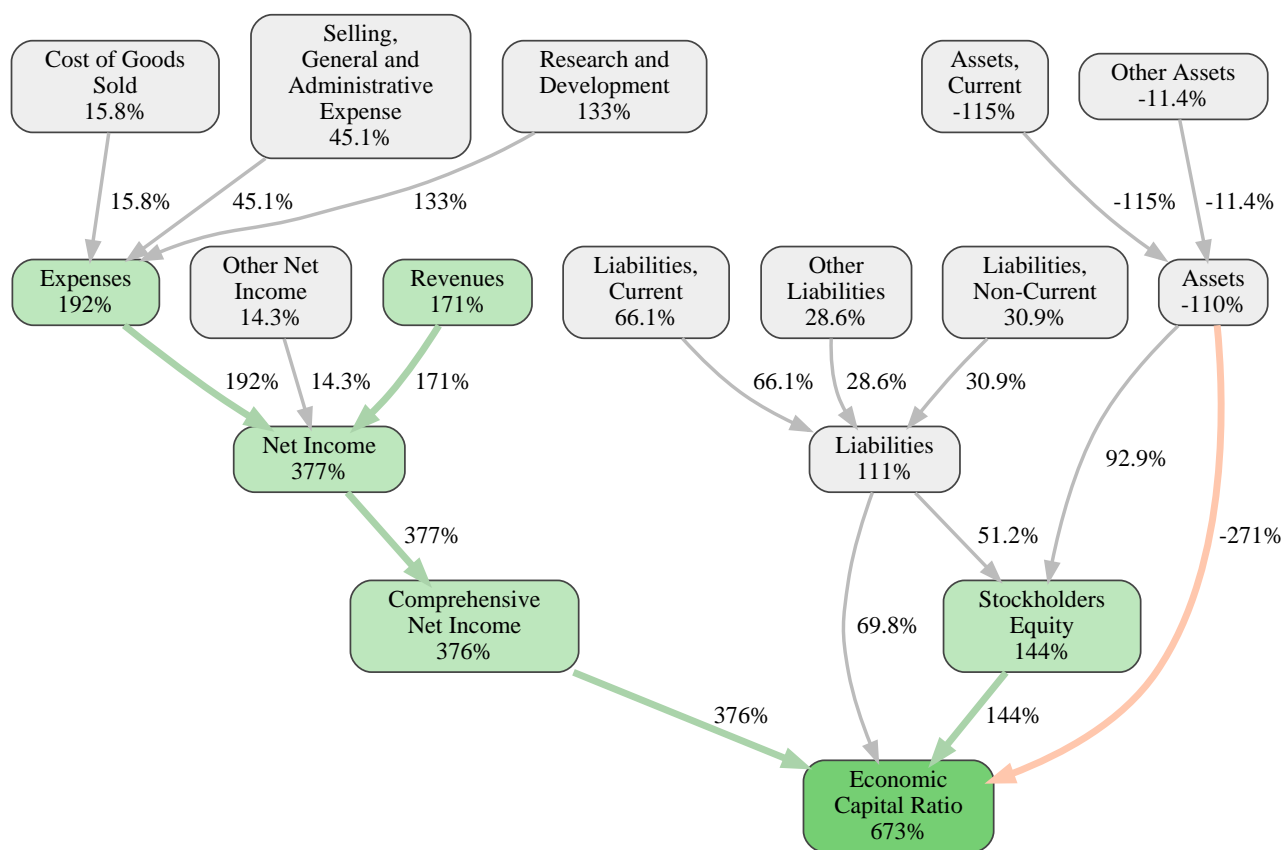 Cost of Goods
Sold
15.8%
Selling,
General and
Administrative
Expense
45.1%
Research and
Development
133%
Assets,
Current
-115%
Other Assets
-11.4%
15.8%
45.1%
133%
-115%
-11.4%
Expenses
192%
Other Net
Income
14.3%
Revenues
171%
Liabilities,
Current
66.1%
Other
Liabilities
28.6%
Liabilities,
Non-Current
30.9%
Assets
-110%
192%
14.3%
171%
66.1%
28.6%
30.9%
Net Income
377%
Liabilities
111%
92.9%
377%
51.2%
-271%
Comprehensive
Net Income
376%
69.8%
Stockholders
Equity
144%
376%
144%
Economic
Capital Ratio
673%